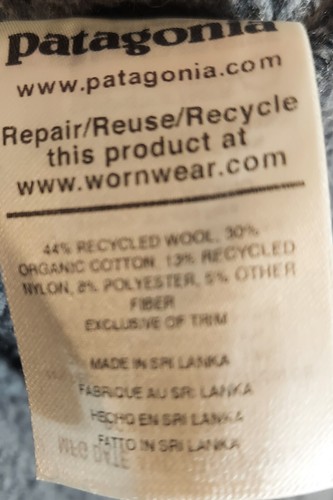 patagonia
www.patagonia.com
Repair/Reuse/Recycle
this product at
www.wornwear.com
44% RECYCLED WOOL, 30%
ORGANIC COTTON, 13% RECYCLED
NYLON, 8% POLYESTER, 5% OTHER
FIBER
EXCLUSIVE OF TRIM
MADE IN SRI LANKA
FABRIQUE AU SRI LANKA
HECHO EN SRI LANKA
FATTO IN SRI LANKA